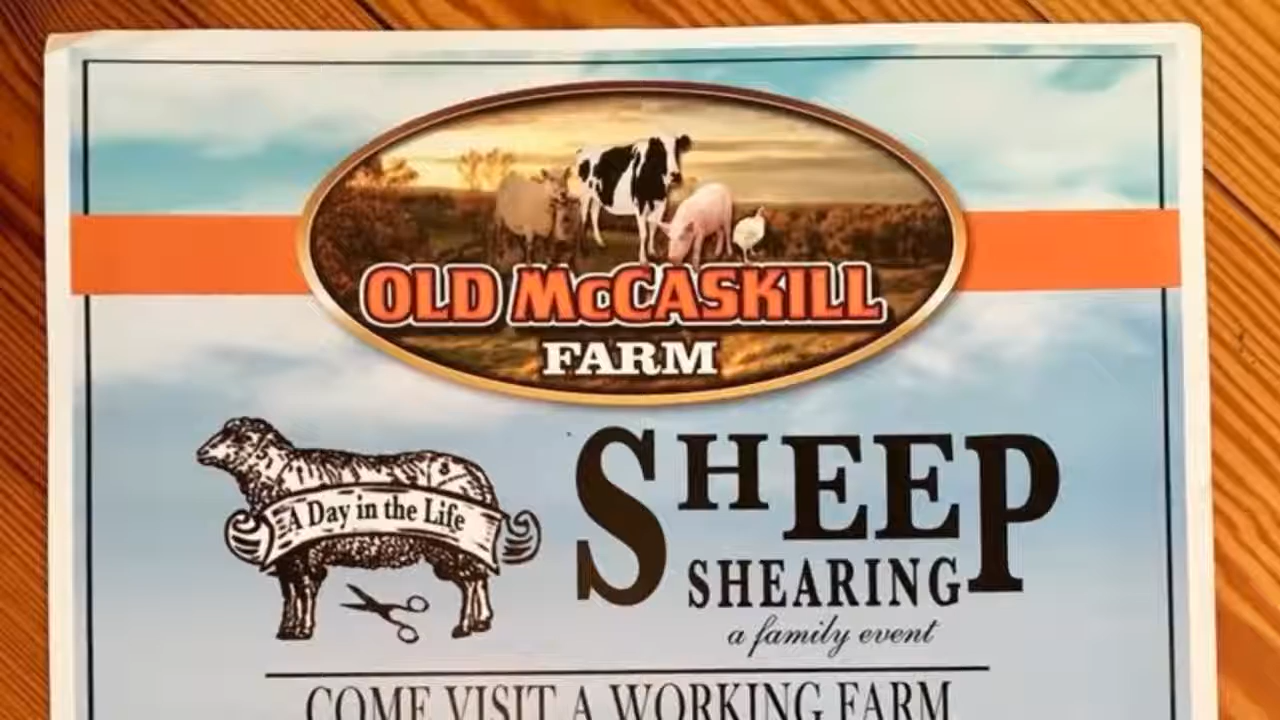 OLD McCASKILL
FARM
A Day in the Life
SHEEP
SHEARING
a family event
COME VISIT A WORKING FARM